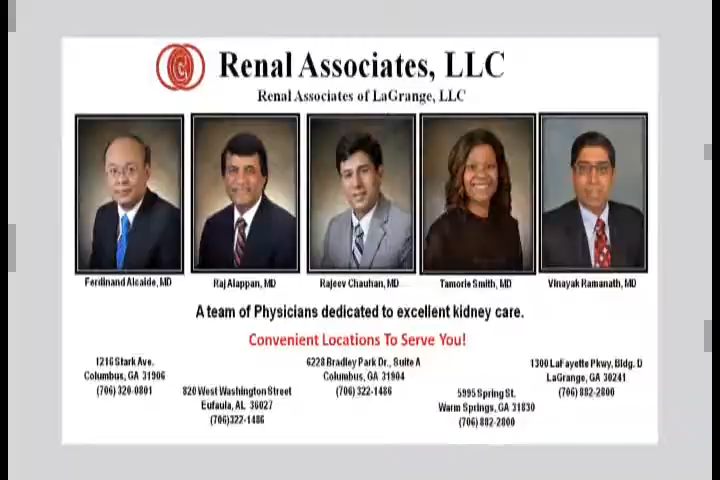 Renal Associates, LLC
Renal Associates of LaGrange, LLC
Ferdinand Alcaide, MD
Raj Alappan, MD
Rajeev Chauhan, MD
Tamorie Smith, MD
Vinayak Ramanath, MD
A team of Physicians dedicated to excellent kidney care.
Convenient Locations To Serve You!
1216 Stark Ave.
Columbus, GA 31906
(706) 320-0801
820 West Washington Street
Eufaula, AL 36027
(706)322-1486
6228 Bradley Park Dr., Suite A
Columbus, GA 31904
(706) 322-1486
5995 Spring St.
Warm Springs, GA 31830
(706) 882-2800
1300 LaFayette Pkwy, Bldg. D
LaGrange, GA 30241
(706) 882-2800